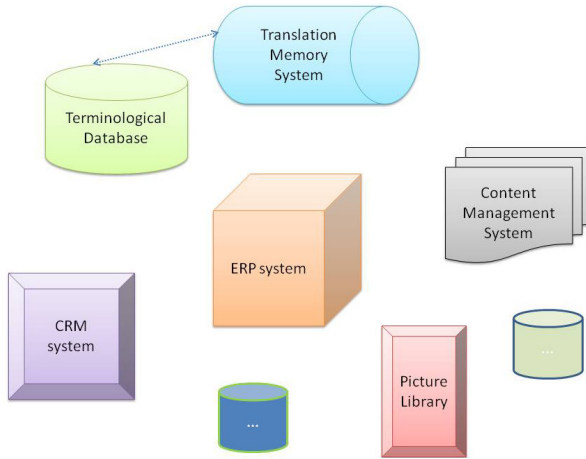 Translation
Memory
System
Terminological
Database
Content
Management
System
ERP system
CRM
system
...
Picture
Library
...